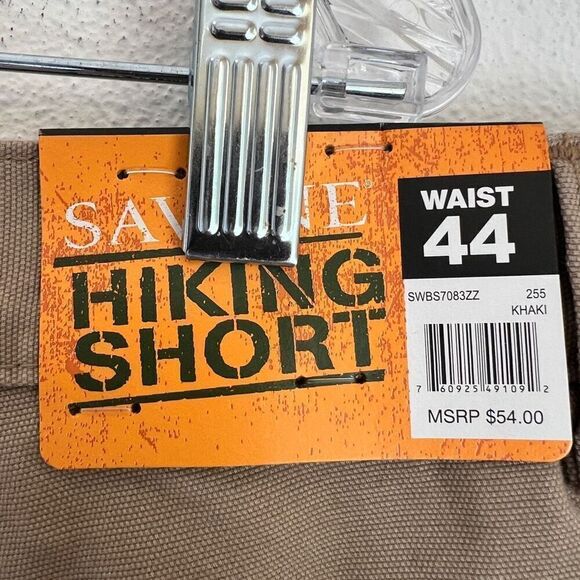 HIKING
SHORT
WAIST
44
SWBS7083ZZ 255
KHAKI
7 60925 49109 2
MSRP $54.00